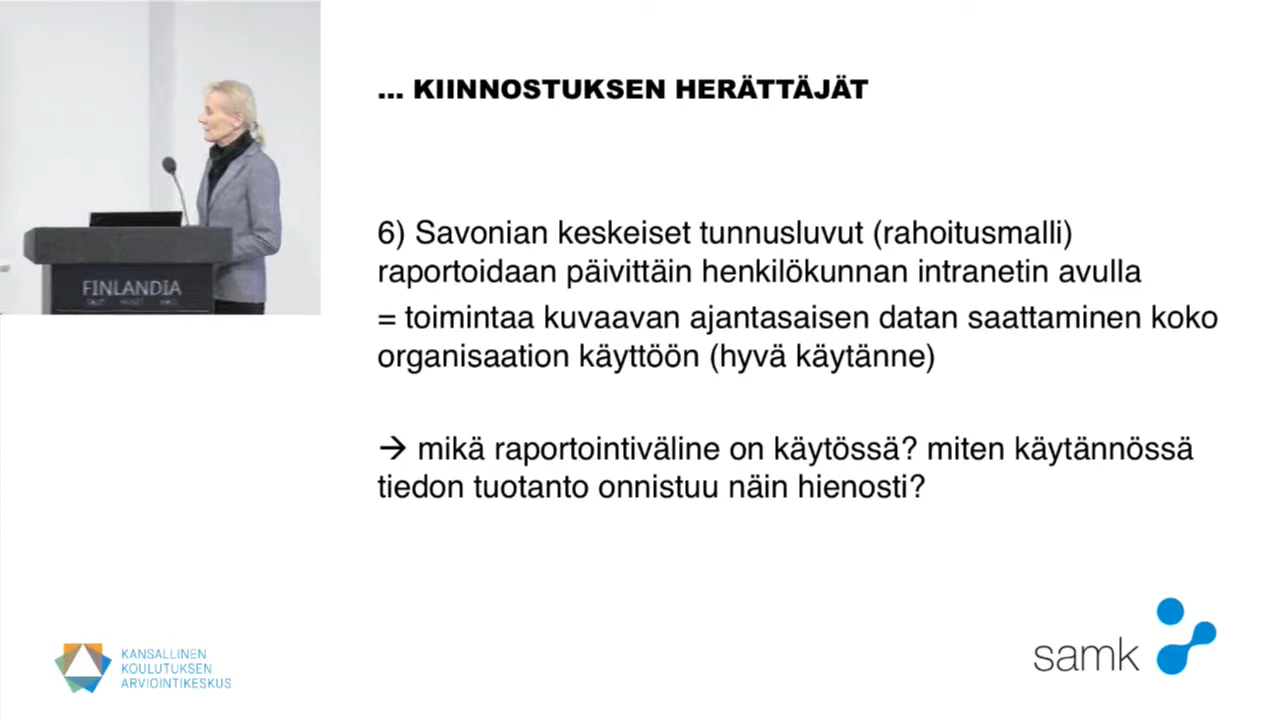 ... KIINNOSTUKSEN HERÄTTÄJÄT
6) Savonian keskeiset tunnusluvut (rahoitusmalli)
raportoidaan päivittäin henkilökunnan intranetin avulla
= toimintaa kuvaavan ajantasaisen datan saattaminen koko
organisaation käyttöön (hyvä käytänne)
→ mikä raportointiväline on käytössä? miten käytännössä
tiedon tuotanto onnistuu näin hienosti?
FINLANDIA
KANSALLINEN
KOULUTUKSEN
ARVIOINTIKESKUS
samk